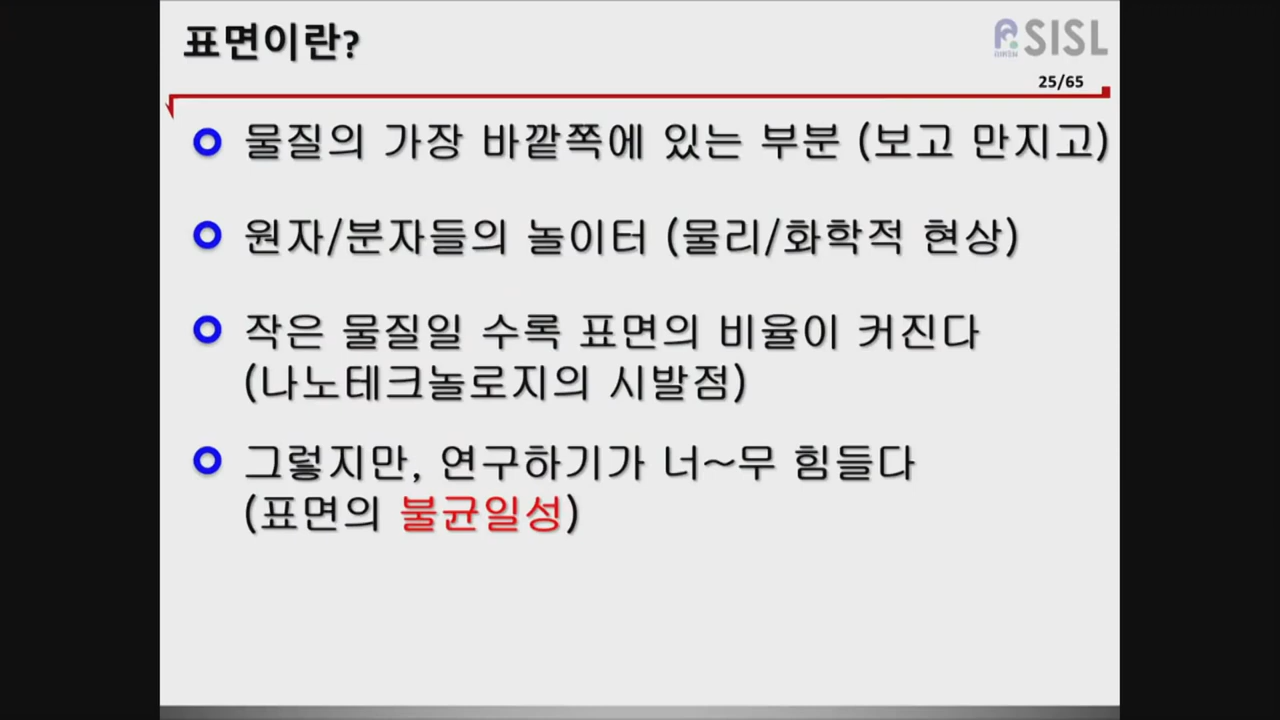 표면이란?
SISL
25/65
물질의 가장 바깥쪽에 있는 부분 (보고 만지고)
원자/분자들의 놀이터 (물리/화학적 현상)
작은 물질일 수록 표면의 비율이 커진다
(나노테크놀로지의 시발점)
그렇지만, 연구하기가 너~무 힘들다
(표면의 불균일성)